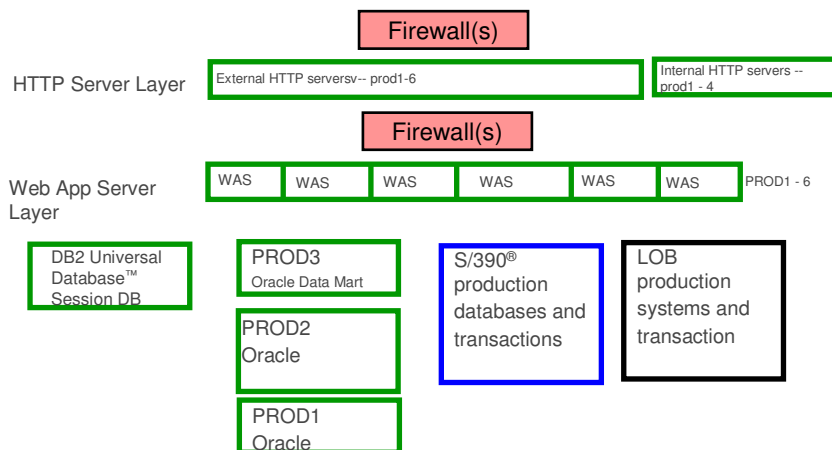 Firewall(s)
HTTP Server Layer
External HTTP serversv-- prod1-6
Internal HTTP servers --
prod1 - 4
Firewall(s)
Web App Server
Layer
WAS
WAS
WAS
WAS
WAS
WAS
PROD1 - 6
DB2 Universal
Database™
Session DB
PROD3
Oracle Data Mart
PROD2
Oracle
PROD1
Oracle
S/390®
production
databases and
transactions
LOB
production
systems and
transaction